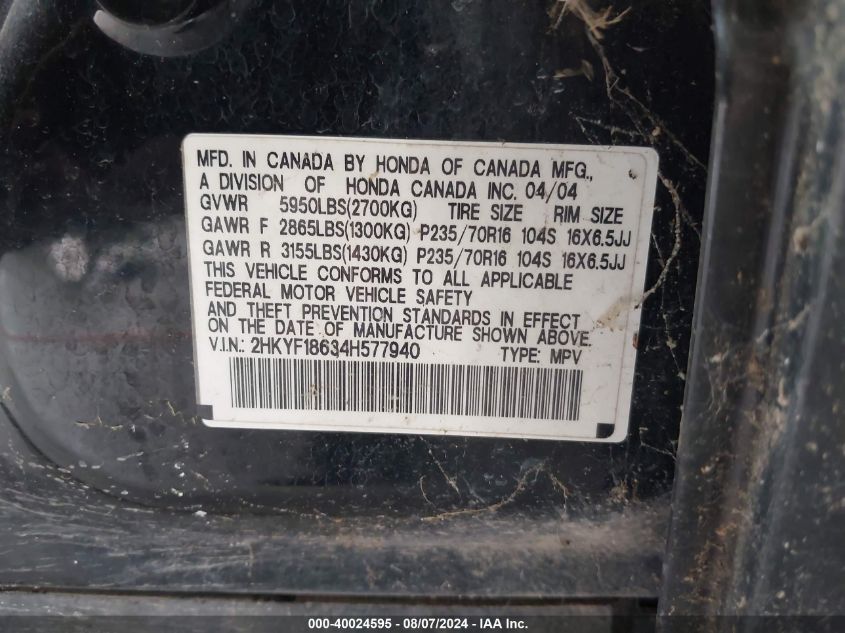 MFD. IN CANADA BY HONDA OF CANADA MFG.,
A DIVISION OF HONDA CANADA INC. 04/04
GVWR 5950LBS(2700KG) TIRE SIZE RIM SIZE
GAWR F 2865LBS(1300KG) P235/70R16 104S 16X6.5JJ
GAWR R 3155LBS(1430KG) P235/70R16 104S 16X6.5JJ
THIS VEHICLE CONFORMS TO ALL APPLICABLE
FEDERAL MOTOR VEHICLE SAFETY
AND THEFT PREVENTION STANDARDS IN EFFECT
ON THE DATE OF MANUFACTURE SHOWN ABOVE.
V.I.N.: 2HKYF18634H577940 TYPE: MPV
000-40024595 - 08/07/2024 - IAA Inc.